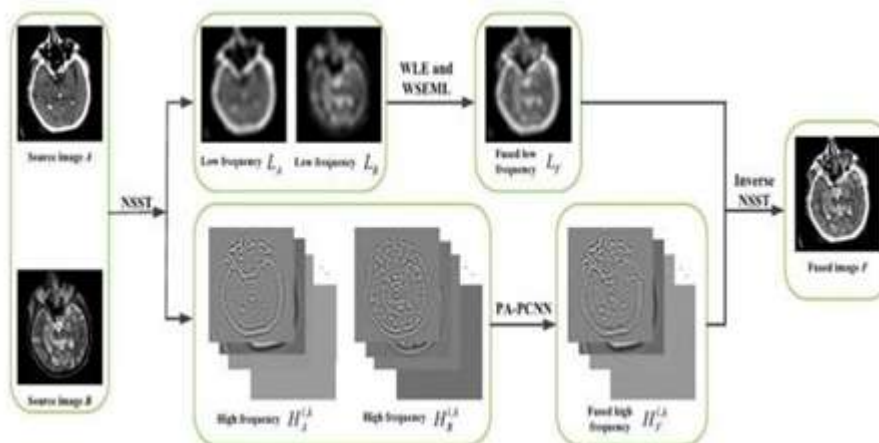 Source image A
Source image B
NSST
Low frequency L_A
Low frequency L_B
WLE and
WSEML
Fused low
frequency L_F
High frequency H_A^{l,k}
High frequency H_B^{l,k}
PA-PCNN
Fused high
frequency H_F^{l,k}
Inverse
NSST
Fused image F